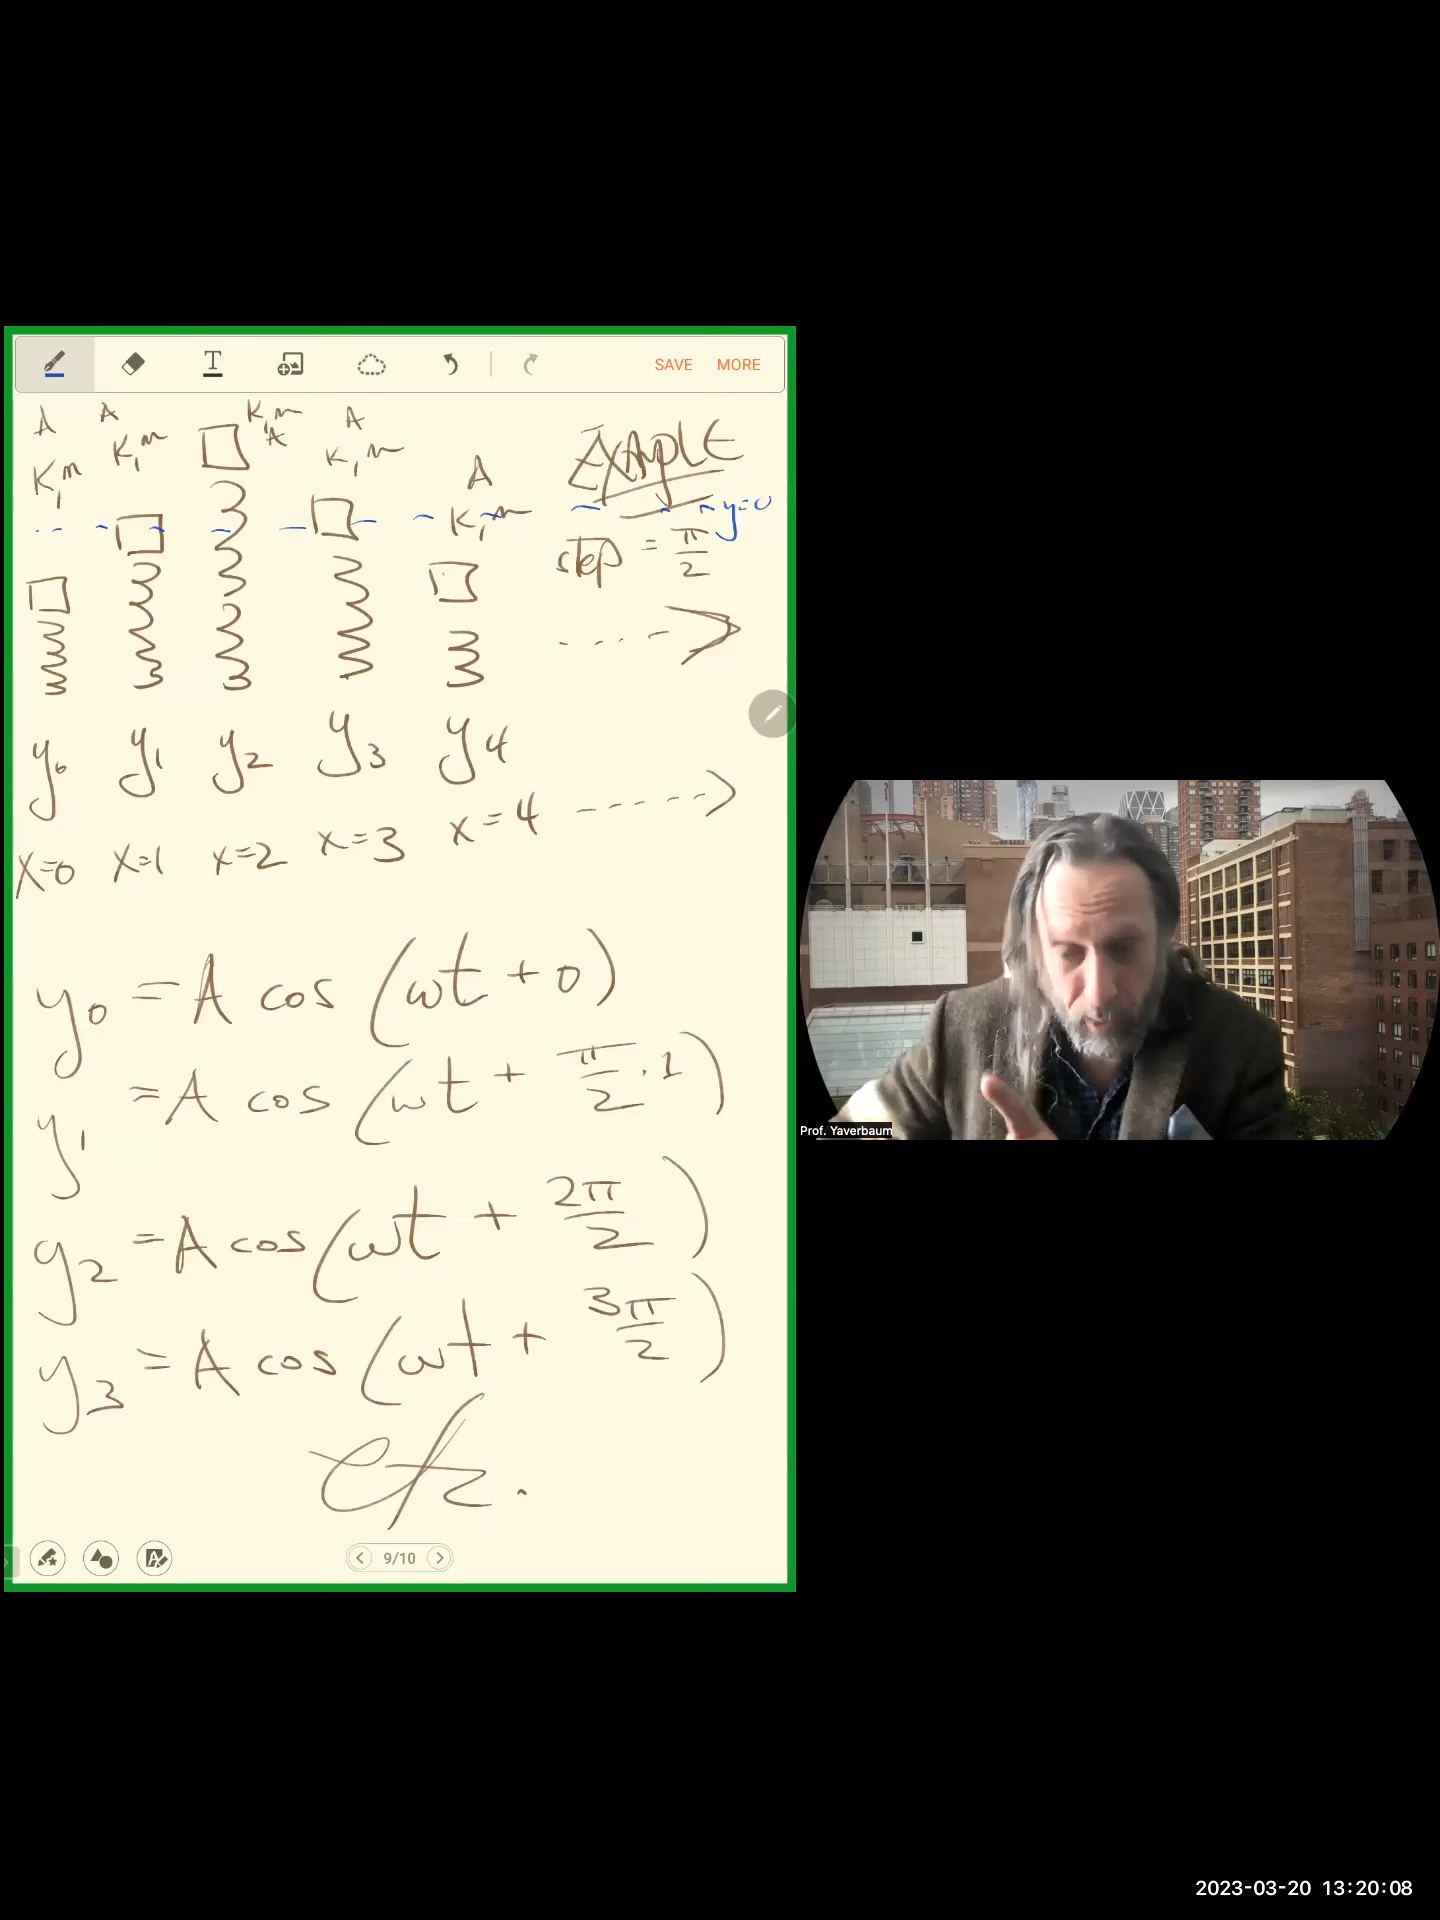 SAVE MORE
A A K,m A A K,m K,m A K,m A K,m
EXAMPLE
y=0
step = π/2
y₀ y₁ y₂ y₃ y₄
x=0 x=1 x=2 x=3 x=4 ----->
y₀ = A cos (ωt + 0)
y₁ = A cos (ωt + π/2 · 1)
y₂ = A cos (ωt + 2π/2)
y₃ = A cos (ωt + 3π/2)
etc.
9/10
Prof. Yaverbaum
2023-03-20 13:20:08